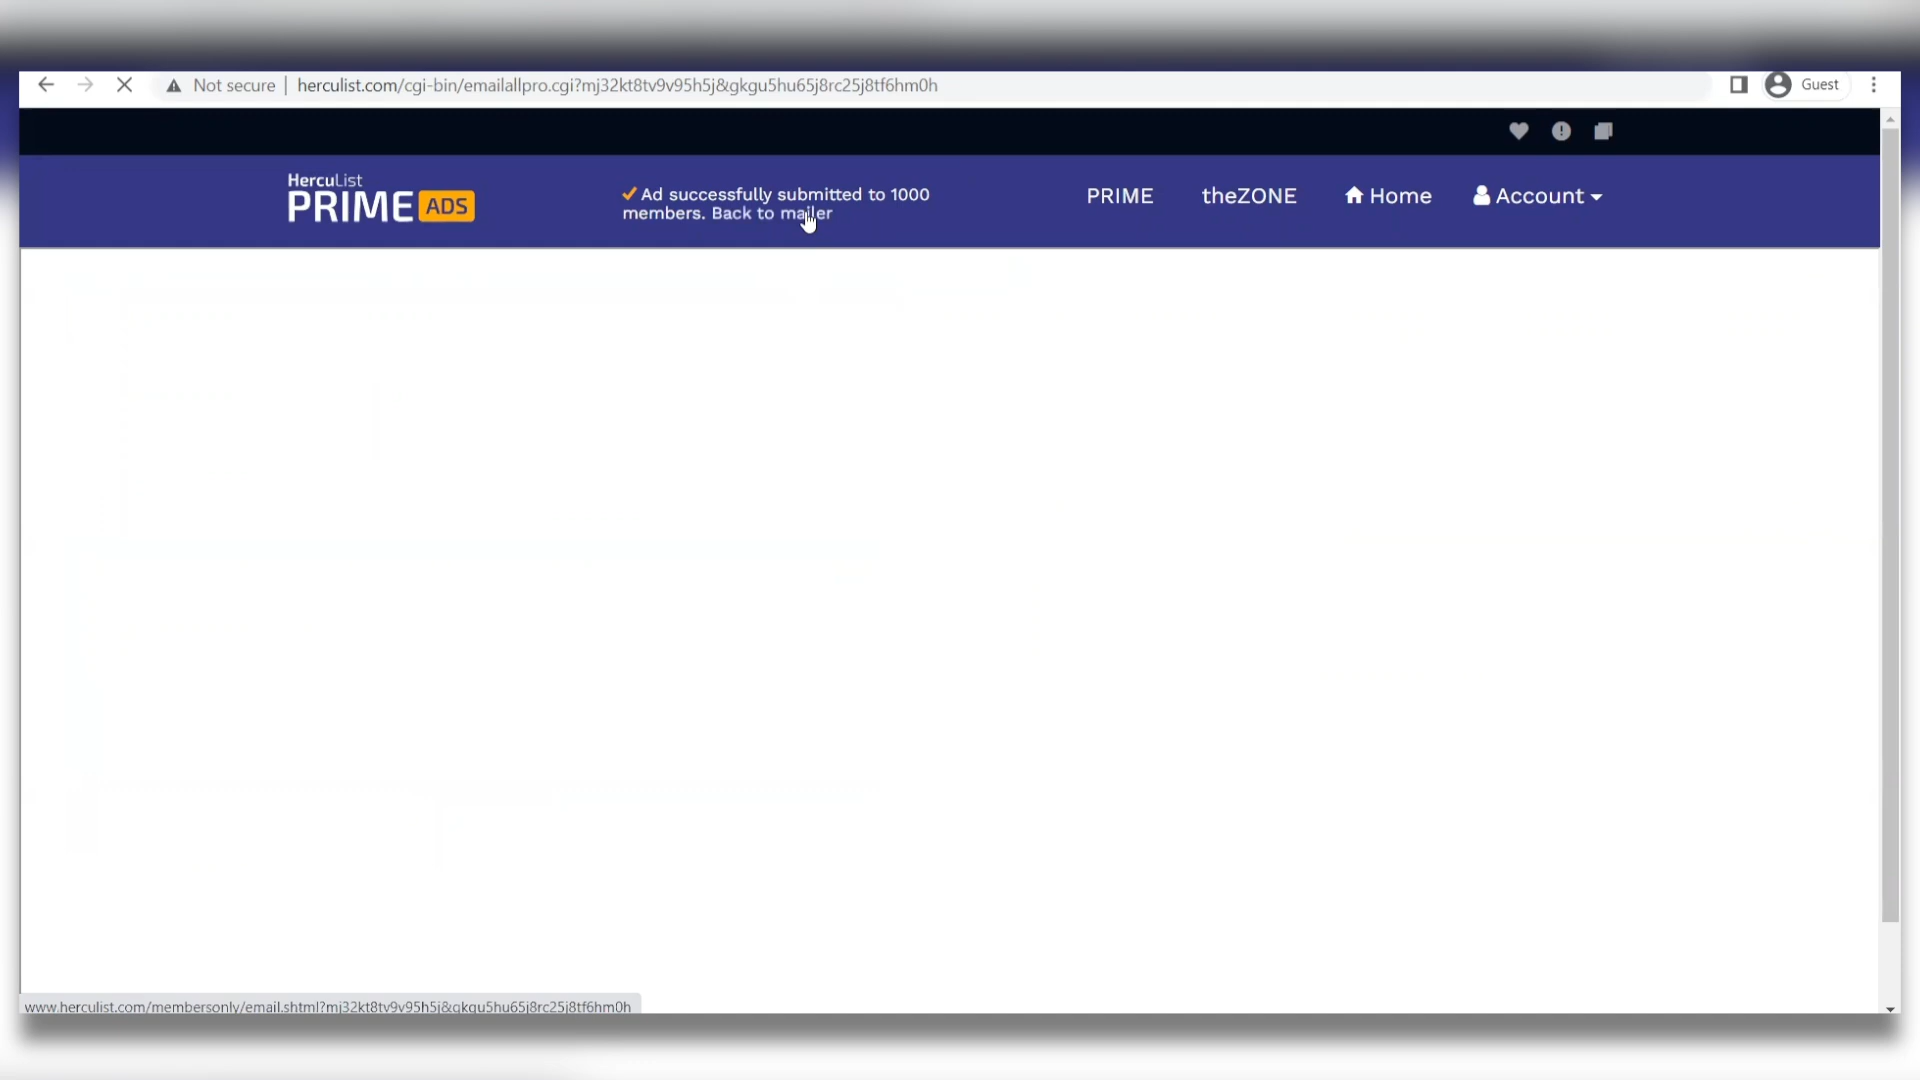 Not secure | herculist.com/cgi-bin/emailallpro.cgi?mj32kt8tv9v95h5j&gkgu5hu65j8rc25j8tf6hm0h
Guest
HercuList
PRIME ADS
Ad successfully submitted to 1000
members. Back to mailer
PRIME
theZONE
Home
Account
www.herculist.com/membersonly/email.shtml?mj32kt8tv9v95h5j&gkgu5hu65j8rc25j8tf6hm0h